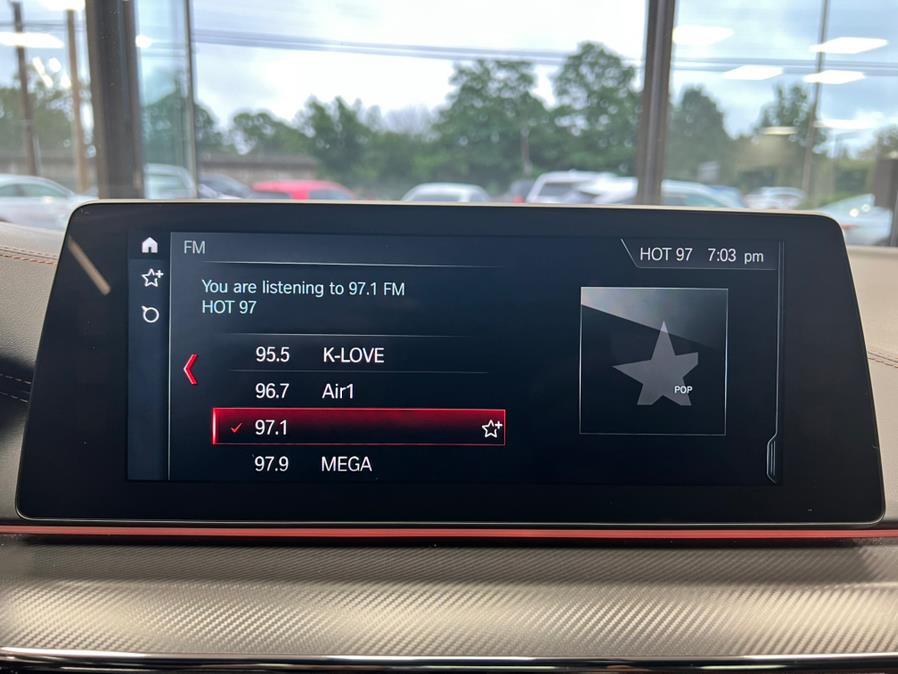 FM
HOT 97 7:03 pm
You are listening to 97.1 FM
HOT 97
95.5 K-LOVE
96.7 Air1
97.1
97.9 MEGA
POP